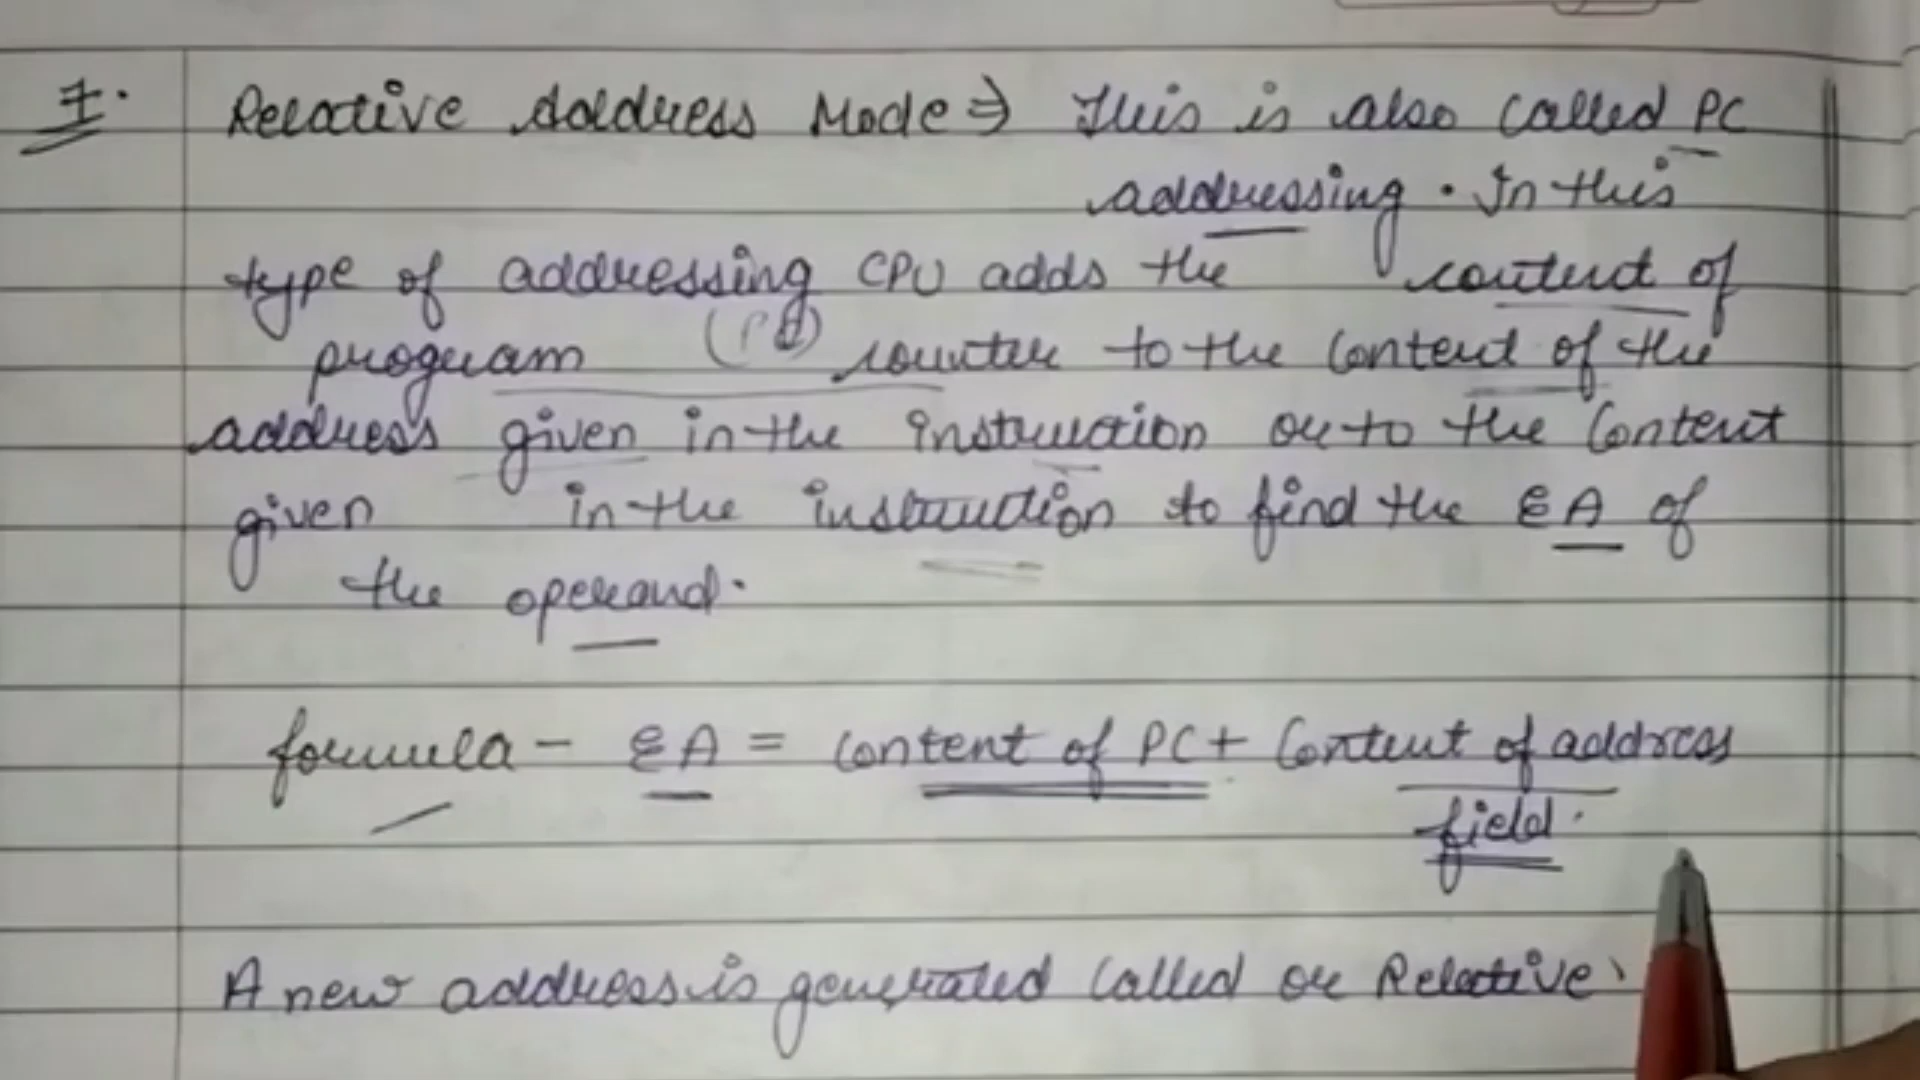 7. Relative Address Mode ⇒ This is also called PC
addressing. In this
type of addressing CPU adds the content of
program (PC) counter to the content of the
address given in the instruction or to the content
given in the instruction to find the EA of
the operand.
formula - EA = content of PC + Content of address
field.
A new address is generated called or Relative